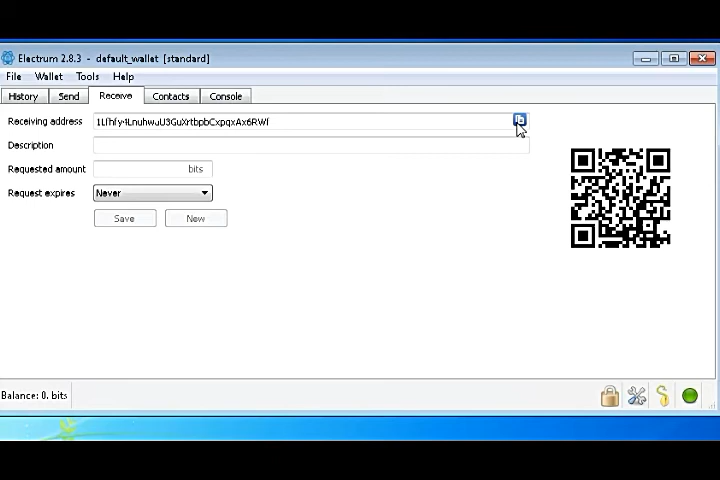 Electrum 2.8.3 - default_wallet [standard]
File Wallet Tools Help
History Send Receive Contacts Console
Receiving address
Description
Requested amount bits
Request expires Never
Save New
Balance: 0. bits